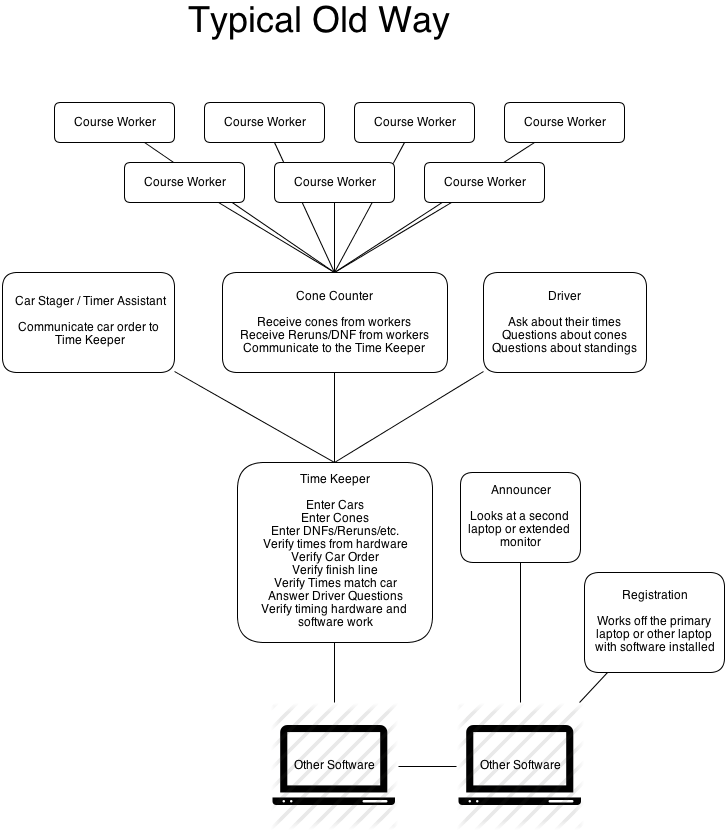 Typical Old Way
Course Worker
Course Worker
Course Worker
Course Worker
Course Worker
Course Worker
Course Worker
Car Stager / Timer Assistant
Communicate car order to
Time Keeper
Cone Counter
Receive cones from workers
Receive Reruns/DNF from workers
Communicate to the Time Keeper
Driver
Ask about their times
Questions about cones
Questions about standings
Time Keeper
Enter Cars
Enter Cones
Enter DNFs/Reruns/etc.
Verify times from hardware
Verify Car Order
Verify finish line
Verify Times match car
Answer Driver Questions
Verify timing hardware and
software work
Announcer
Looks at a second
laptop or extended
monitor
Registration
Works off the primary
laptop or other laptop
with software installed
Other Software
Other Software